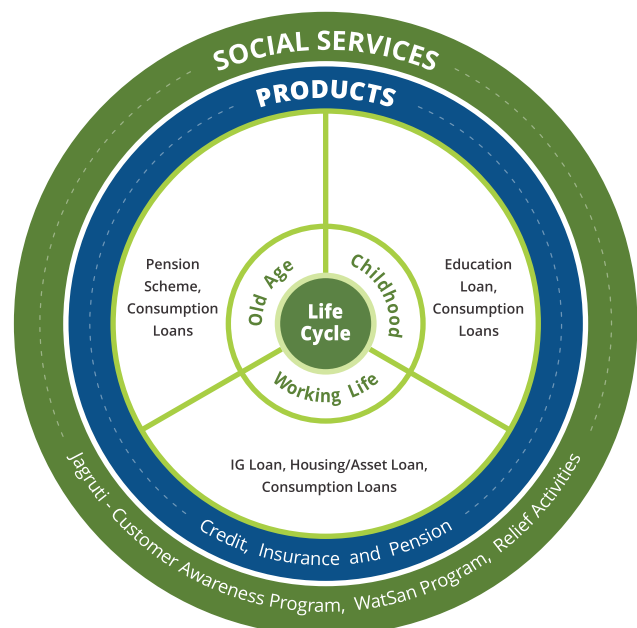 SOCIAL SERVICES
PRODUCTS
Pension
Scheme,
Consumption
Loans
Old Age
Childhood
Education
Loan,
Consumption
Loans
Life
Cycle
Working Life
IG Loan, Housing/Asset Loan,
Consumption Loans
Credit, Insurance and Pension
Jagruti - Customer Awareness Program, WatSan Program, Relief Activities